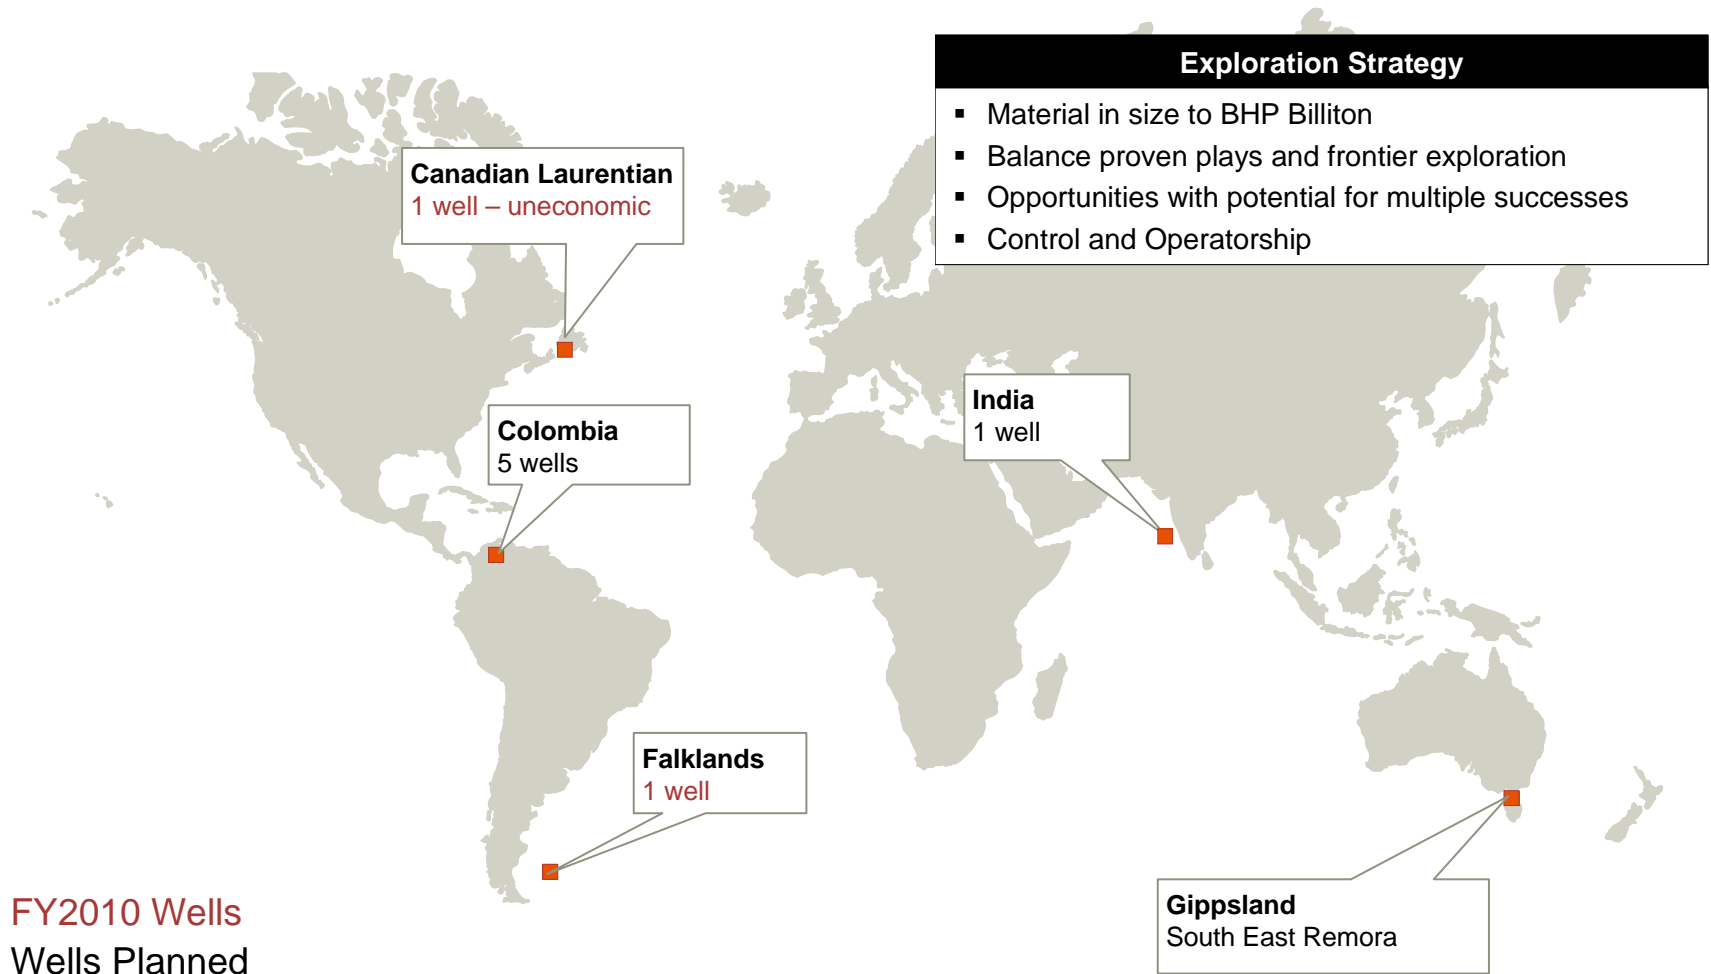 Exploration Strategy
▪ Material in size to BHP Billiton
▪ Balance proven plays and frontier exploration
▪ Opportunities with potential for multiple successes
▪ Control and Operatorship
Canadian Laurentian
1 well – uneconomic
India
1 well
Colombia
5 wells
Falklands
1 well
Gippsland
South East Remora
FY2010 Wells
Wells Planned